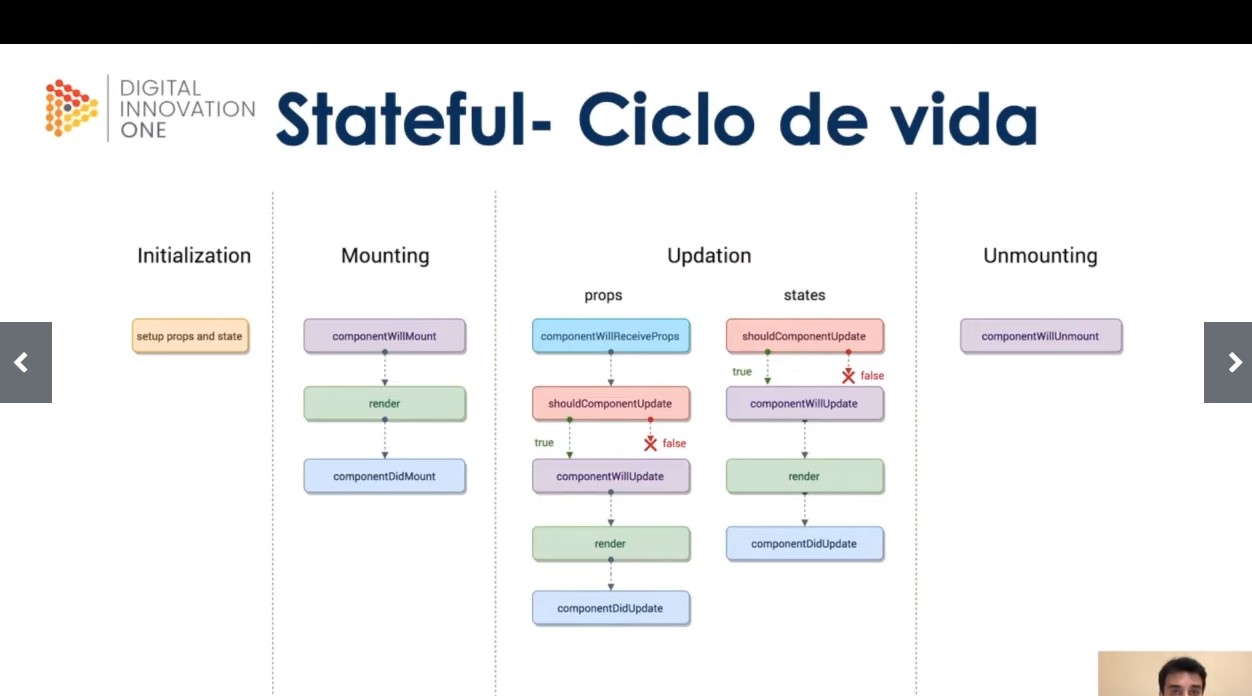 DIGITAL
INNOVATION
ONE
Stateful- Ciclo de vida
Initialization
setup props and state
Mounting
componentWillMount
render
componentDidMount
Updation
props
componentWillReceiveProps
shouldComponentUpdate
true
false
componentWillUpdate
render
componentDidUpdate
states
shouldComponentUpdate
true
false
componentWillUpdate
render
componentDidUpdate
Unmounting
componentWillUnmount